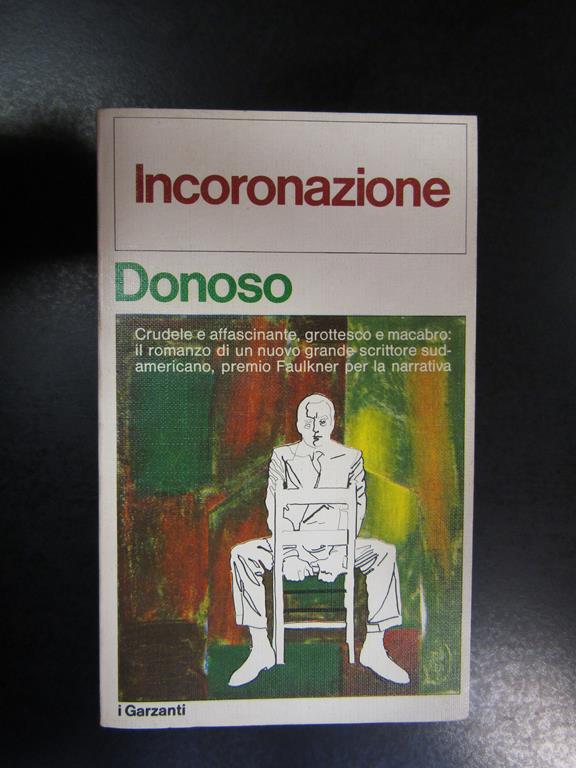 Incoronazione
Donoso
Crudele e affascinante, grottesco e macabro:
il romanzo di un nuovo grande scrittore sud-
americano, premio Faulkner per la narrativa
i Garzanti